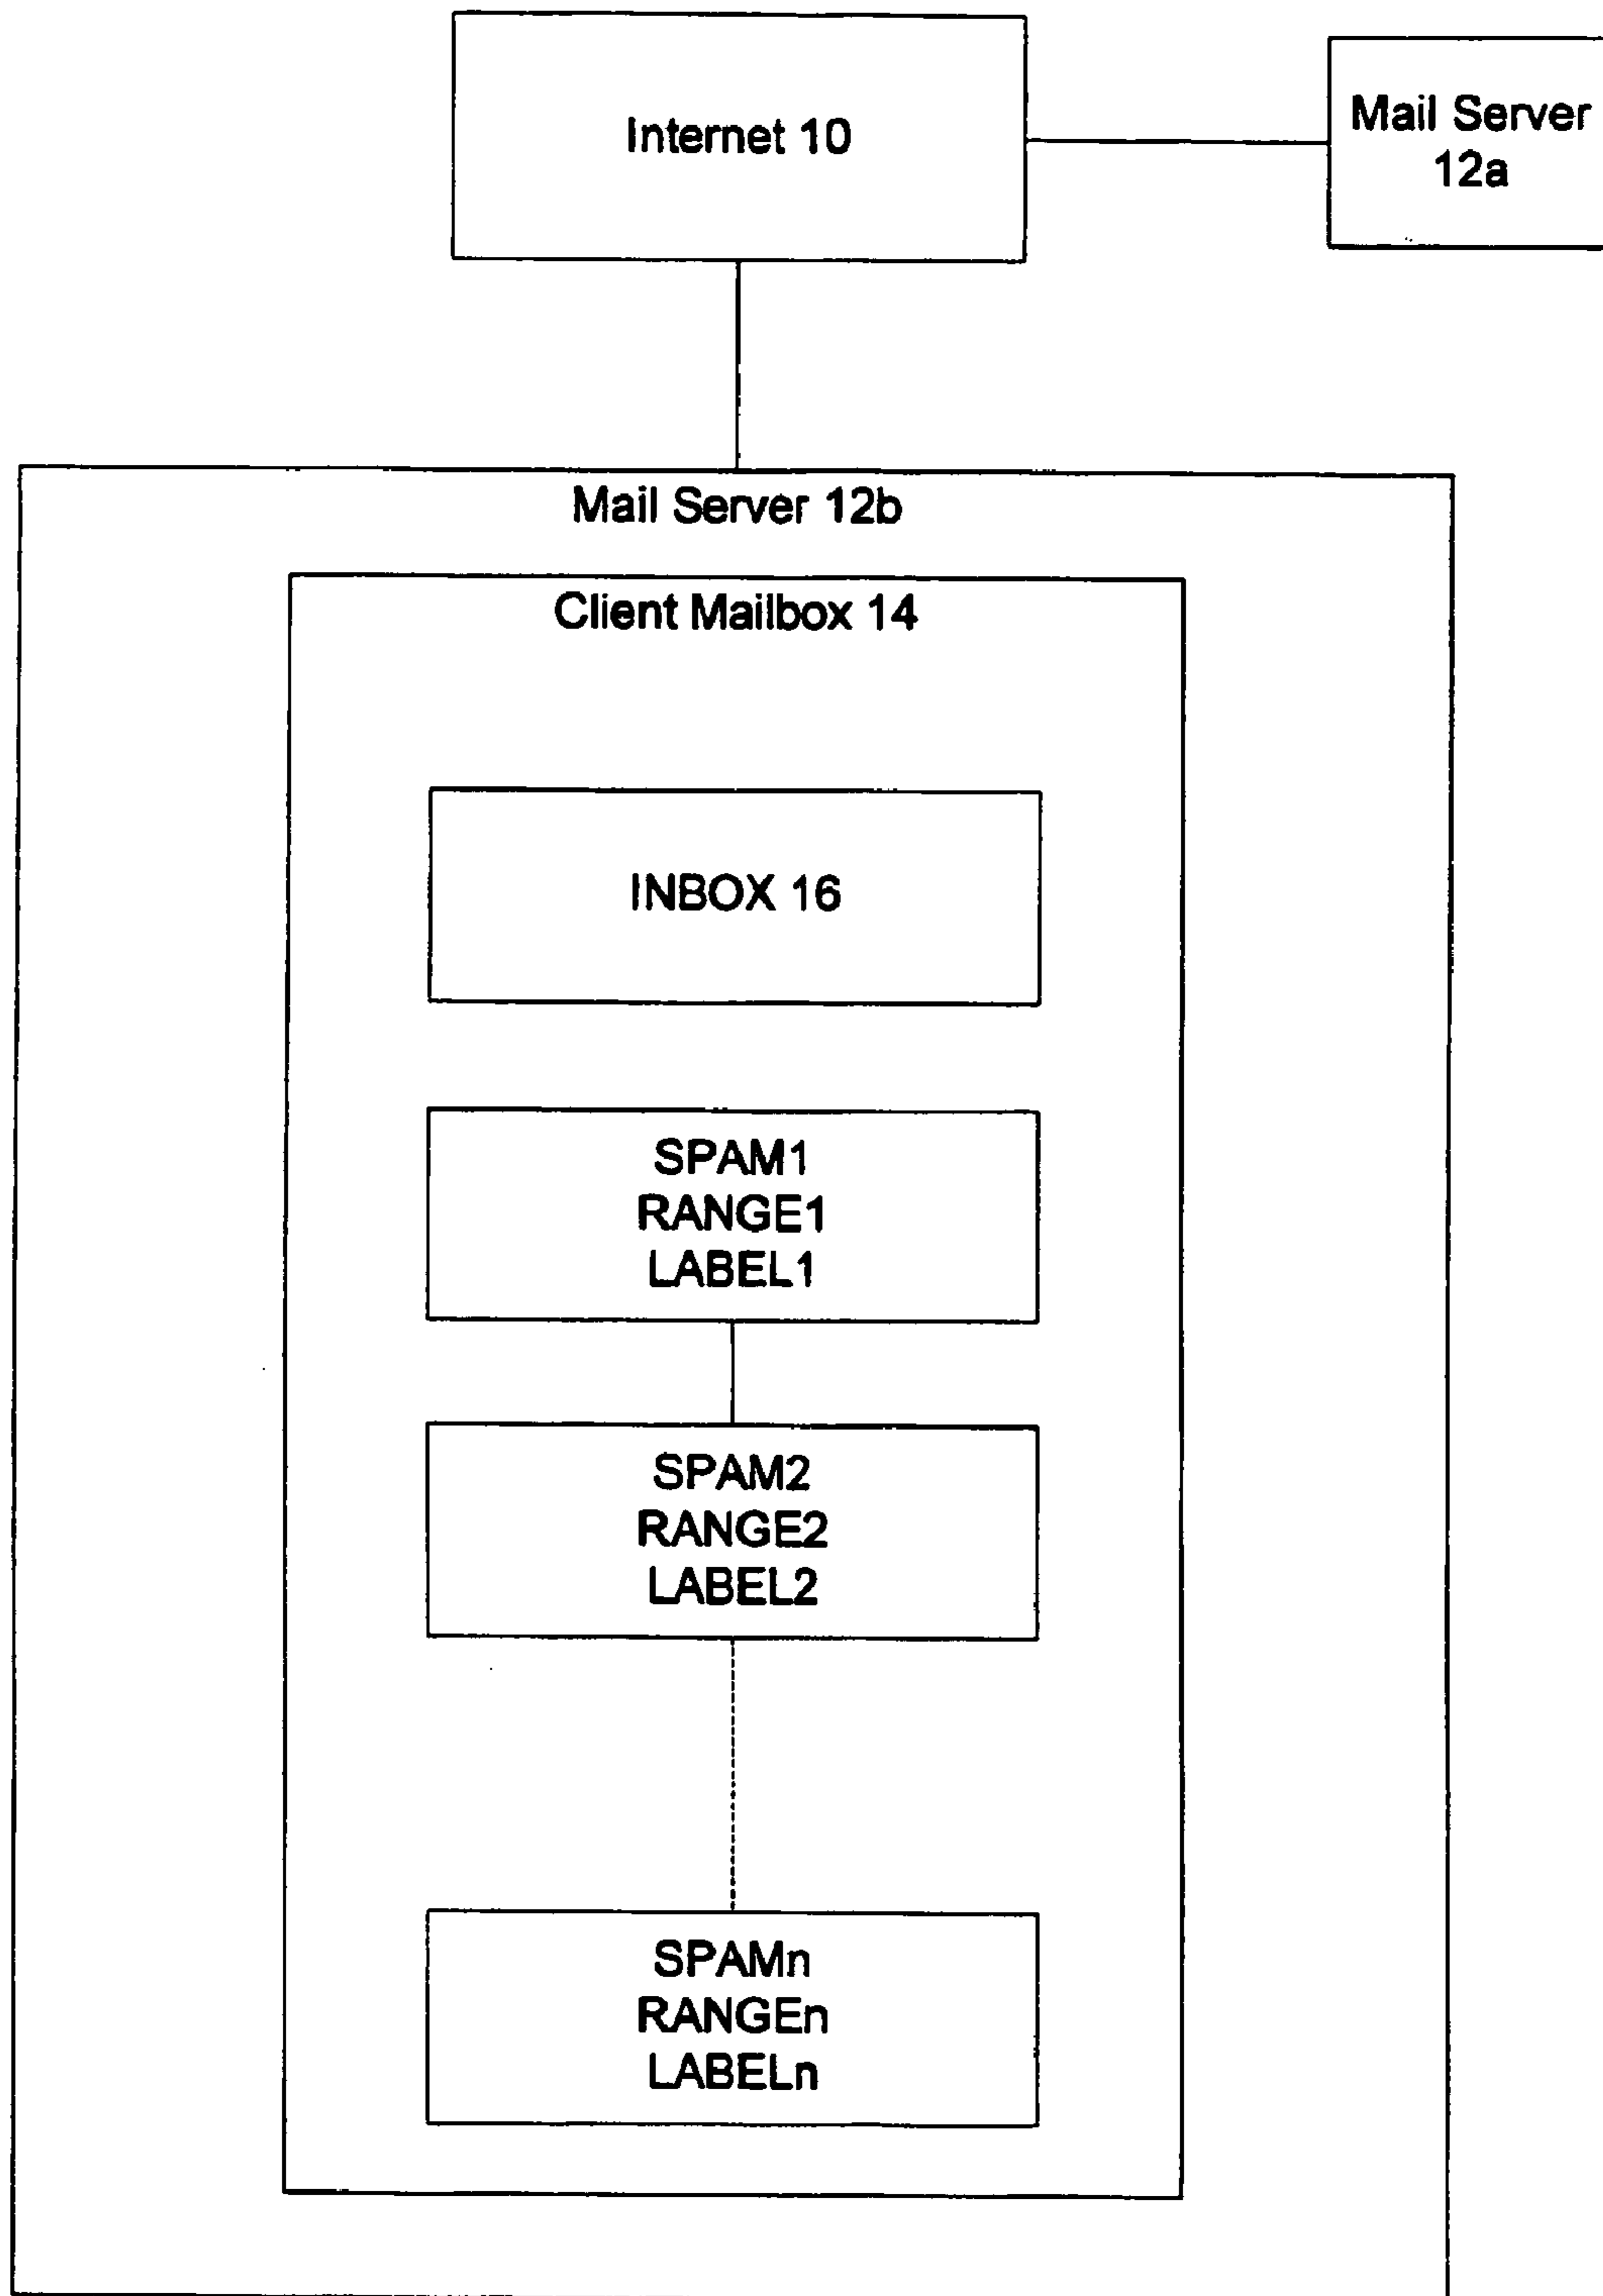 Internet 10
Mail Server
12a
Mail Server 12b
Client Mailbox 14
INBOX 16
SPAM1
RANGE1
LABEL1
SPAM2
RANGE2
LABEL2
SPAMn
RANGEn
LABELn